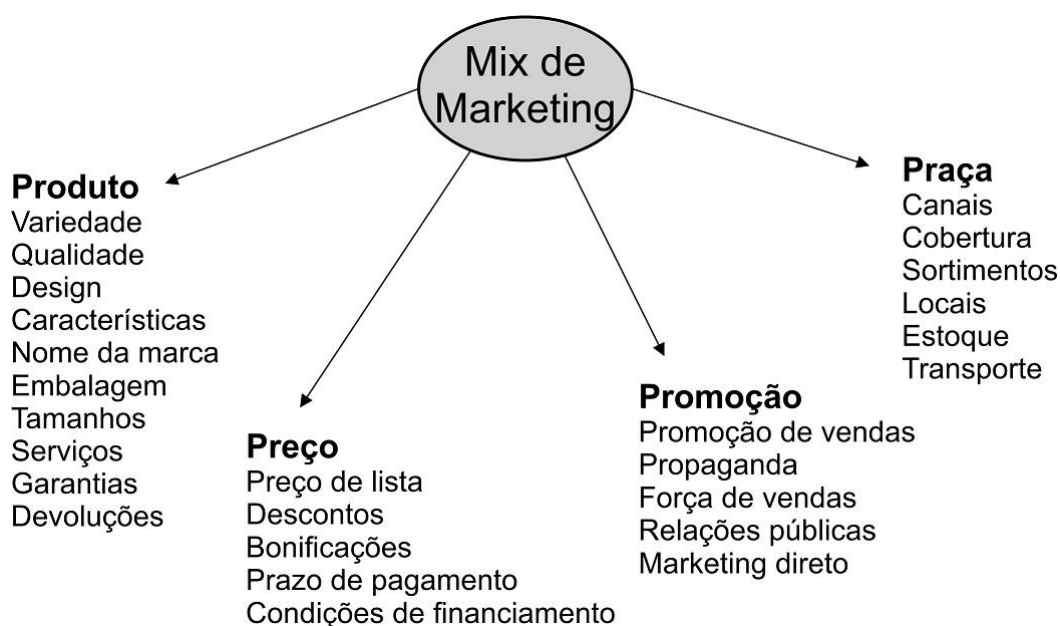 Mix de
Marketing
Produto
Variedade
Qualidade
Design
Características
Nome da marca
Embalagem
Tamanhos
Serviços
Garantias
Devoluções
Preço
Preço de lista
Descontos
Bonificações
Prazo de pagamento
Condições de financiamento
Promoção
Promoção de vendas
Propaganda
Força de vendas
Relações públicas
Marketing direto
Praça
Canais
Cobertura
Sortimentos
Locais
Estoque
Transporte